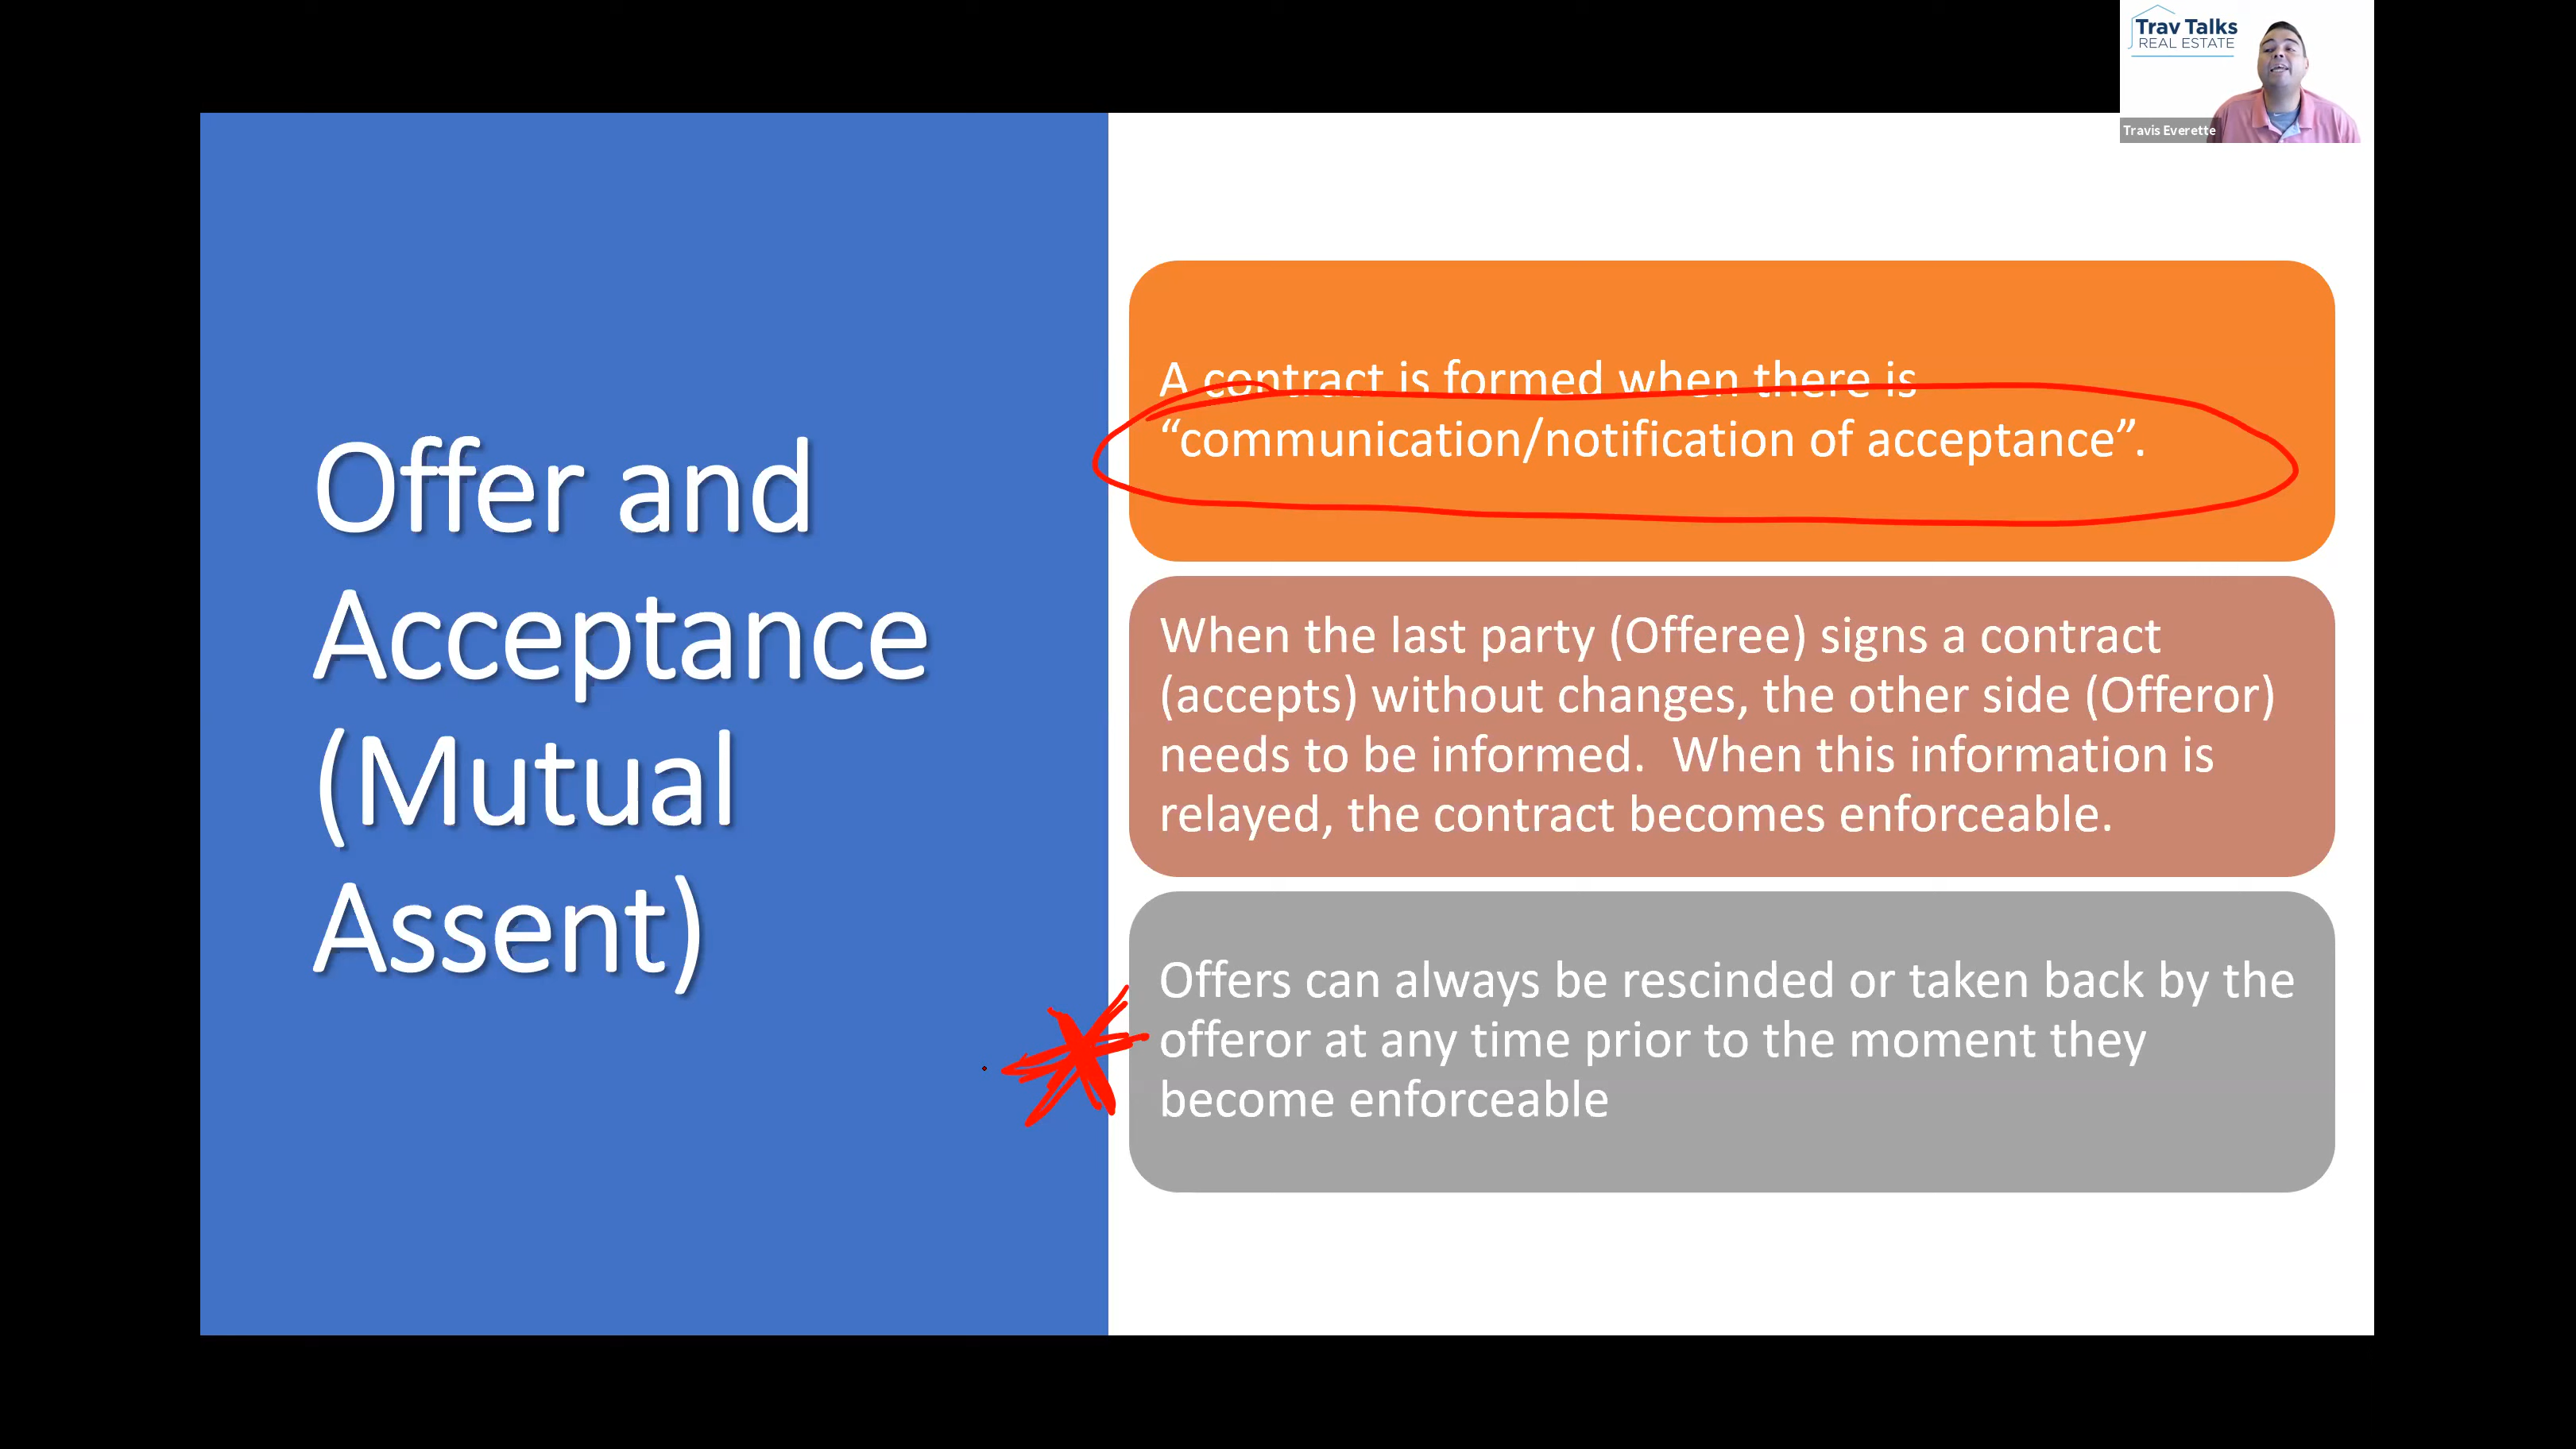 Trav Talks
REAL ESTATE
Travis Everette
Offer and
Acceptance
(Mutual
Assent)
A contract is formed when there is
“communication/notification of acceptance”.
When the last party (Offeree) signs a contract
(accepts) without changes, the other side (Offeror)
needs to be informed.  When this information is
relayed, the contract becomes enforceable.
Offers can always be rescinded or taken back by the
offeror at any time prior to the moment they
become enforceable